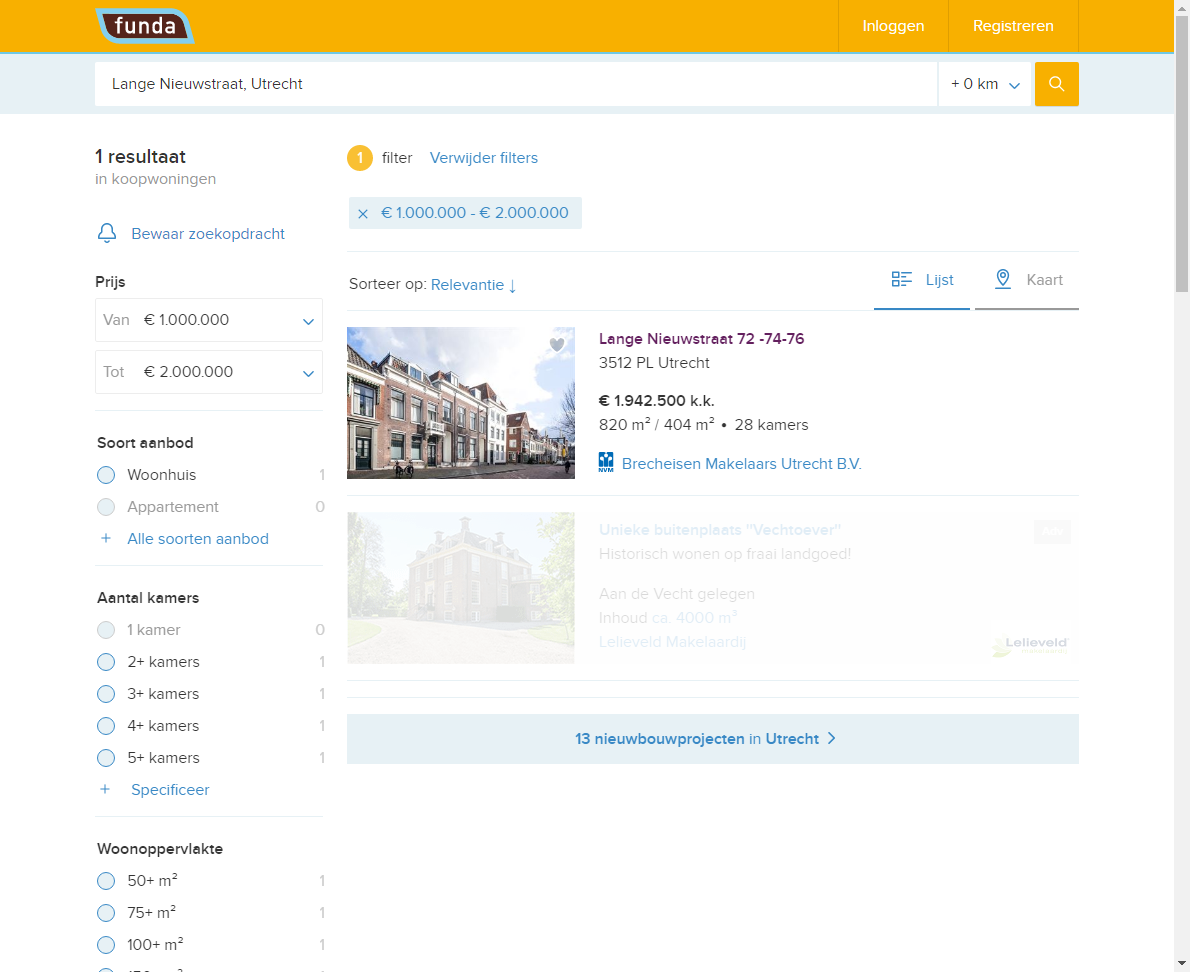 funda
Inloggen
Registreren
Lange Nieuwstraat, Utrecht
+ 0 km
1 resultaat
in koopwoningen
Bewaar zoekopdracht
Prijs
Van € 1.000.000
Tot € 2.000.000
Soort aanbod
Woonhuis 1
Appartement 0
+ Alle soorten aanbod
Aantal kamers
1 kamer 0
2+ kamers 1
3+ kamers 1
4+ kamers 1
5+ kamers 1
+ Specificeer
Woonoppervlakte
50+ m² 1
75+ m² 1
100+ m² 1
1 filter Verwijder filters
× € 1.000.000 - € 2.000.000
Sorteer op: Relevantie ↓
Lijst
Kaart
Lange Nieuwstraat 72 -74-76
3512 PL Utrecht
€ 1.942.500 k.k.
820 m² / 404 m² • 28 kamers
NVM Brecheisen Makelaars Utrecht B.V.
Unieke buitenplaats "Vechtoever"
Historisch wonen op fraai landgoed!
Aan de Vecht gelegen
Inhoud ca. 4000 m³
Lelieveld Makelaardij
Lelieveld
13 nieuwbouwprojecten in Utrecht >